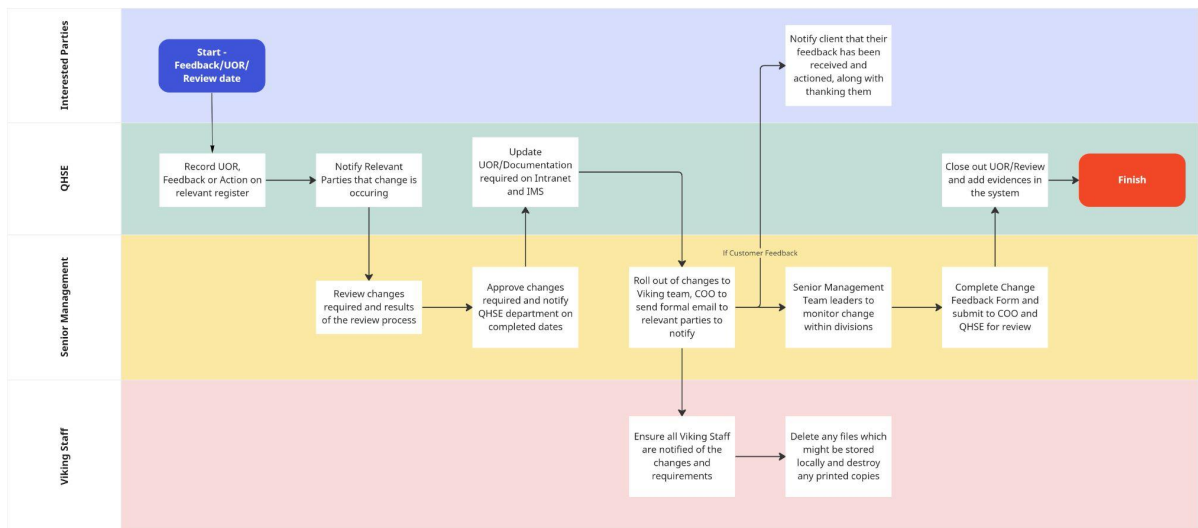 Interested Parties
Start -
Feedback/UOR/
Review date
Notify client that their
feedback has been
received and
actioned, along with
thanking them
QHSE
Record UOR,
Feedback or Action on
relevant register
Notify Relevant
Parties that change is
occuring
Update
UOR/Documentation
required on Intranet
and IMS
Close out UOR/Review
and add evidences in
the system
Finish
If Customer Feedback
Senior Management
Review changes
required and results
of the review process
Approve changes
required and notify
QHSE department on
completed dates
Roll out of changes to
Viking team, COO to
send formal email to
relevant parties to
notify
Senior Management
Team leaders to
monitor change
within divisions
Complete Change
Feedback Form and
submit to COO and
QHSE for review
Viking Staff
Ensure all Viking Staff
are notified of the
changes and
requirements
Delete any files which
might be stored
locally and destroy
any printed copies